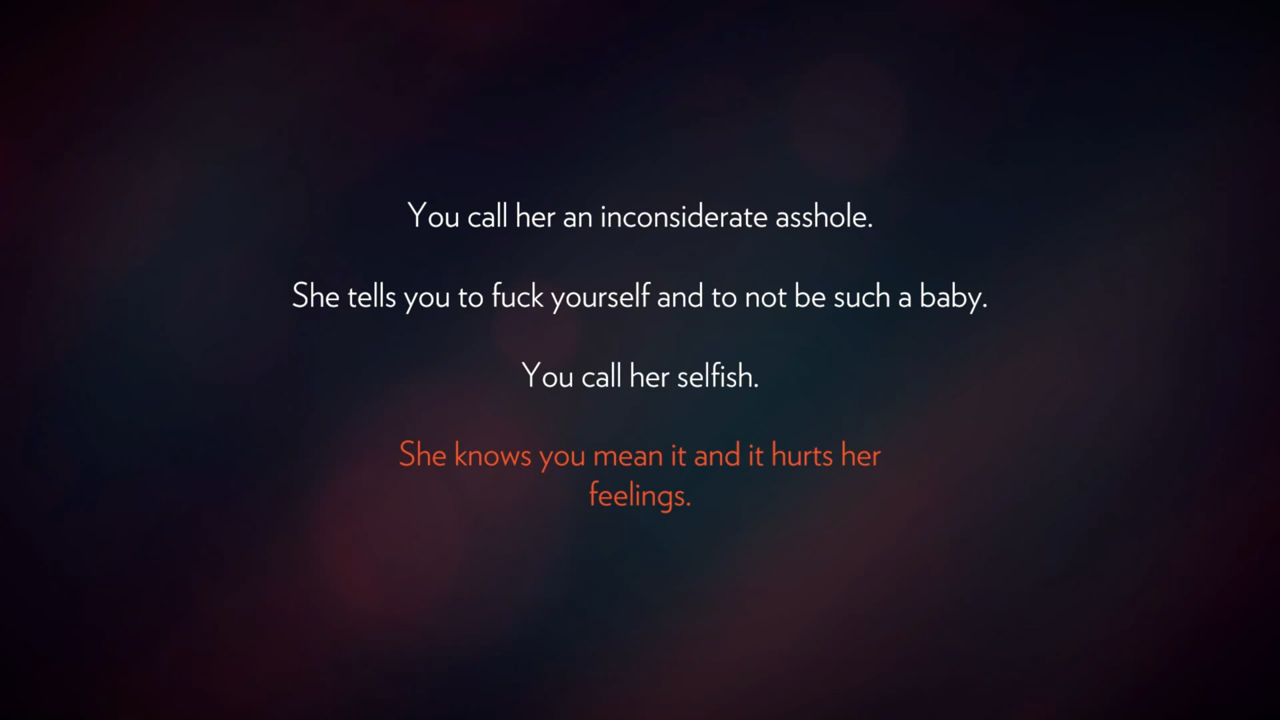 You call her an inconsiderate asshole.
She tells you to fuck yourself and to not be such a baby.
You call her selfish.
She knows you mean it and it hurts her
feelings.